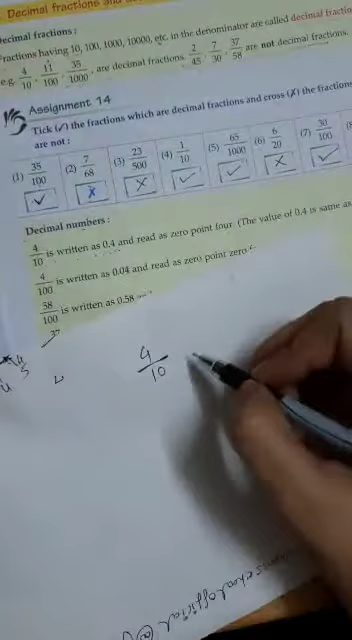 Decimal fractions and
Decimal fractions :
Fractions having 10, 100, 1000, 10000, etc. in the denominator are called decimal fractio
e.g. 4/10, 11/100, 35/1000, are decimal fractions. 2/45, 7/30, 37/58 are not decimal fractions.
Assignment 14
Tick (✓) the fractions which are decimal fractions and cross (✗) the fractions
are not :
(1) 35/100 (2) 7/68 (3) 23/500 (4) 1/10 (5) 65/1000 (6) 6/20 (7) 30/100
✓ ✗ ✗ ✓ ✓ ✗ ✓
Decimal numbers :
4/10 is written as 0.4 and read as zero point four. (The value of 0.4 is same as
4/100 is written as 0.04 and read as zero point zero
58/100 is written as 0.58
37
4/10